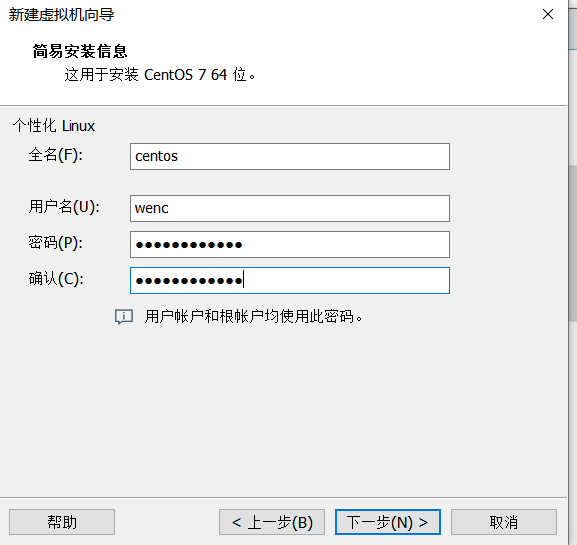 新建虚拟机向导
简易安装信息
这用于安装 CentOS 7 64 位。
个性化 Linux
全名(F): centos
用户名(U): wenc
密码(P): ●●●●●●●●●●●●
确认(C): ●●●●●●●●●●●●
用户帐户和根帐户均使用此密码。
帮助 < 上一步(B) 下一步(N) > 取消